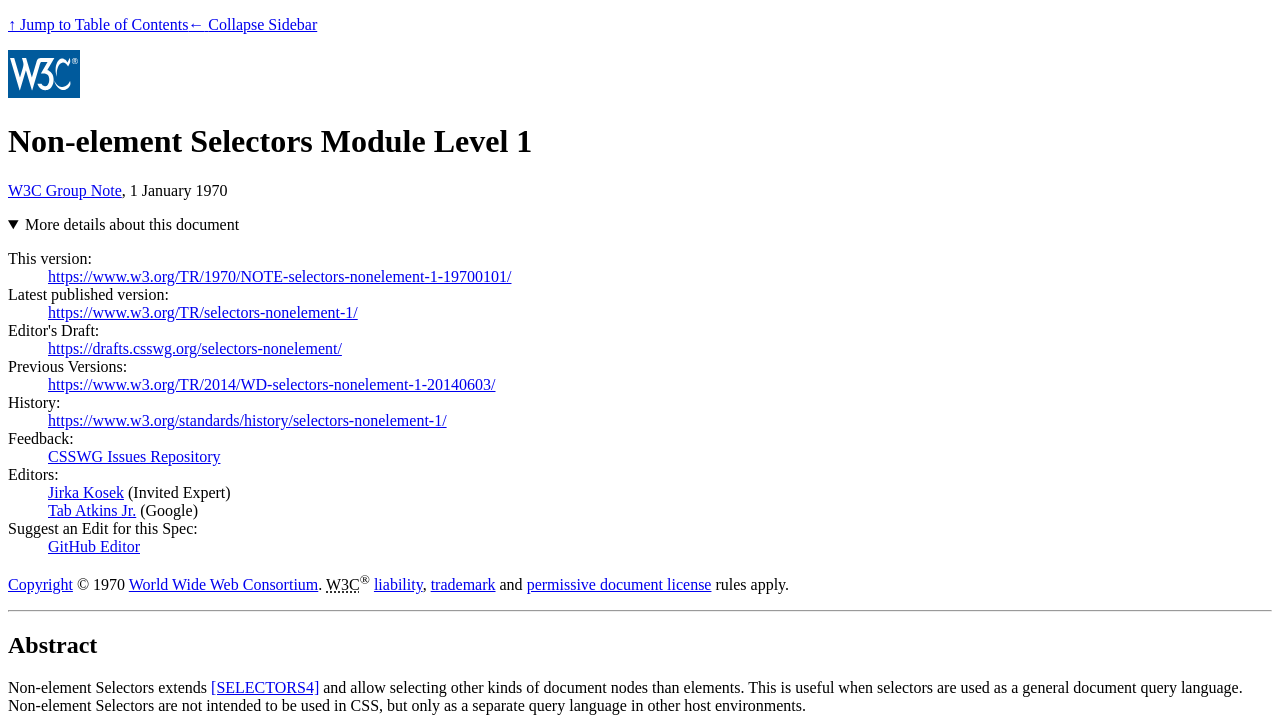 ↑ Jump to Table of Contents← Collapse Sidebar
W3C®
Non-element Selectors Module Level 1
W3C Group Note, 1 January 1970
▼ More details about this document
This version:
https://www.w3.org/TR/1970/NOTE-selectors-nonelement-1-19700101/
Latest published version:
https://www.w3.org/TR/selectors-nonelement-1/
Editor's Draft:
https://drafts.csswg.org/selectors-nonelement/
Previous Versions:
https://www.w3.org/TR/2014/WD-selectors-nonelement-1-20140603/
History:
https://www.w3.org/standards/history/selectors-nonelement-1/
Feedback:
CSSWG Issues Repository
Editors:
Jirka Kosek (Invited Expert)
Tab Atkins Jr. (Google)
Suggest an Edit for this Spec:
GitHub Editor
Copyright © 1970 World Wide Web Consortium. W3C® liability, trademark and permissive document license rules apply.
Abstract
Non-element Selectors extends [SELECTORS4] and allow selecting other kinds of document nodes than elements. This is useful when selectors are used as a general document query language.
Non-element Selectors are not intended to be used in CSS, but only as a separate query language in other host environments.